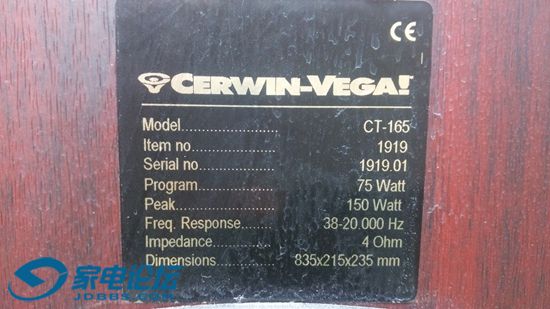 CE
CERWIN-VEGA!
Model....................... CT-165
Item no..................... 1919
Serial no.................... 1919.01
Program.................... 75 Watt
Peak.......................... 150 Watt
Freq. Response....... 38-20.000 Hz
Impedance............... 4 Ohm
Dimensions.............. 835x215x235 mm
家电论坛
JDBBS.COM